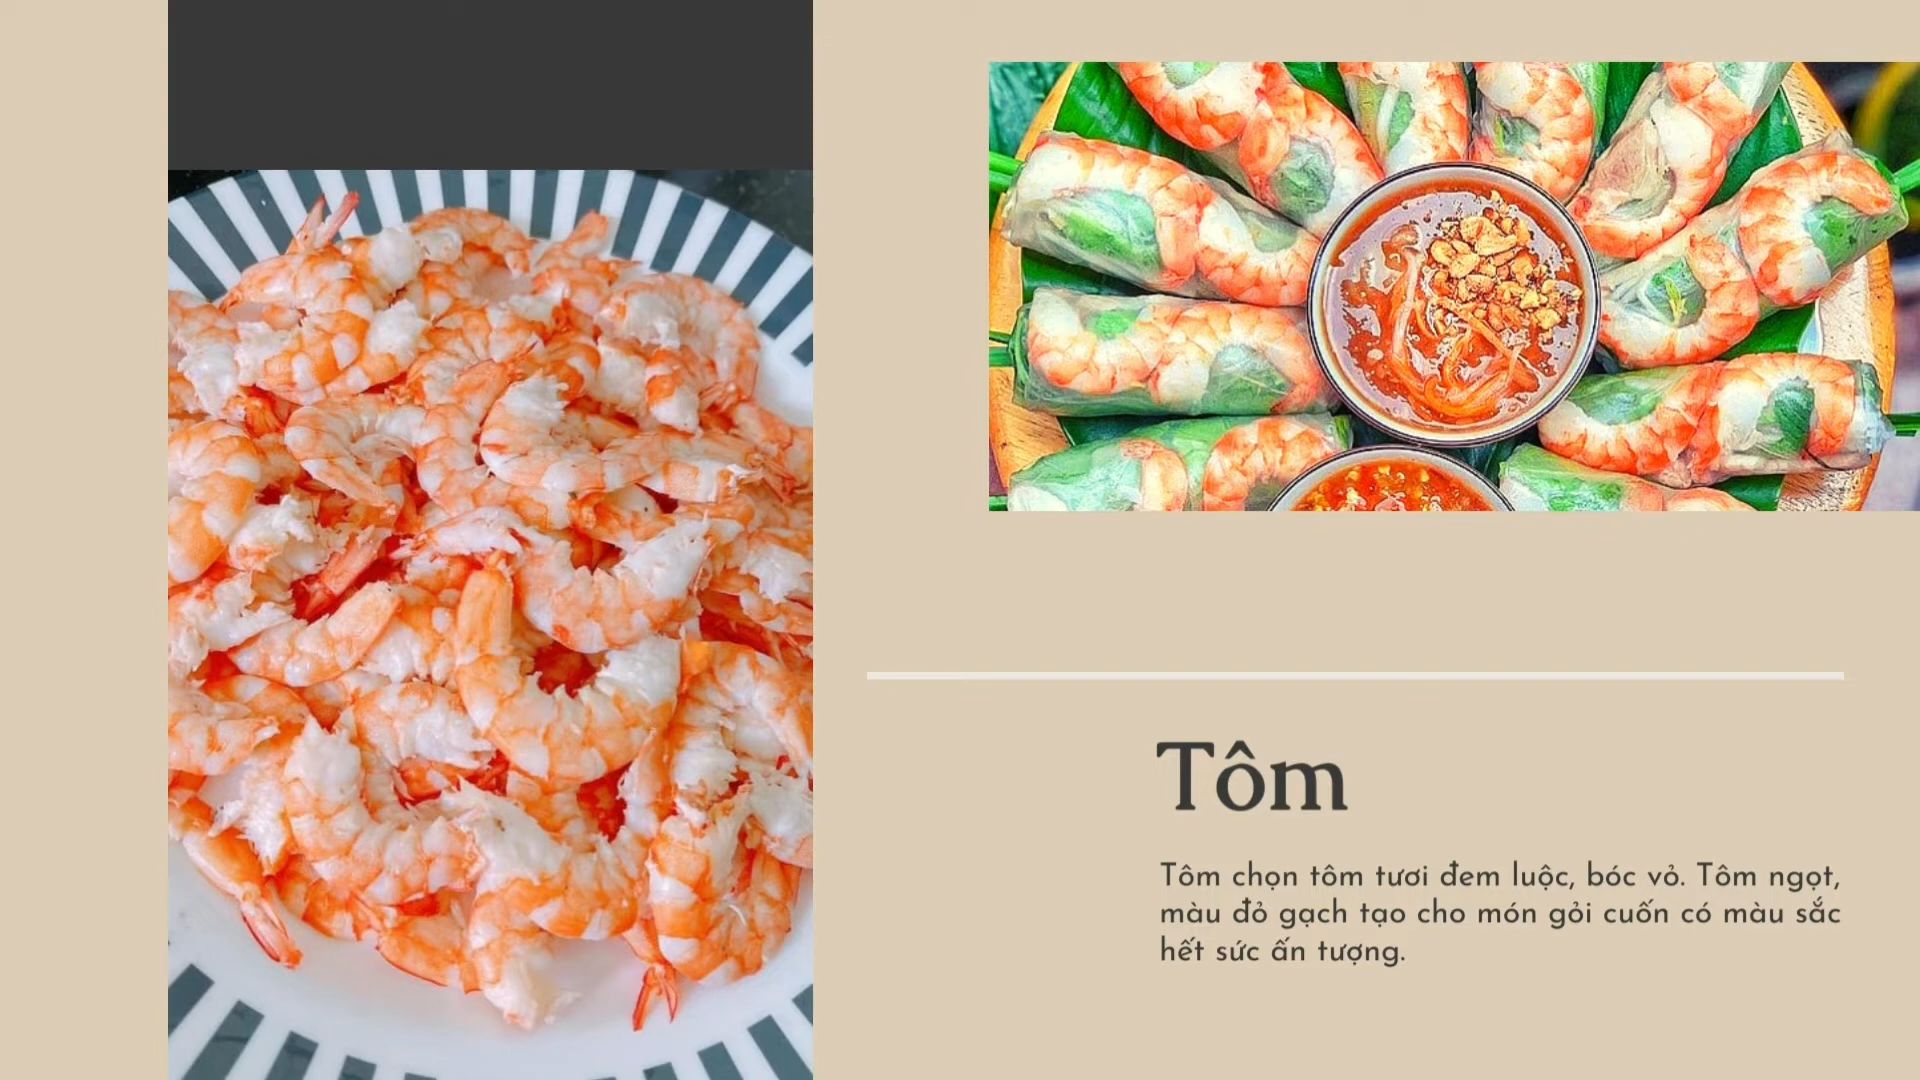 Tôm
Tôm chọn tôm tươi đem luộc, bóc vỏ. Tôm ngọt,
màu đỏ gạch tạo cho món gỏi cuốn có màu sắc
hết sức ấn tượng.